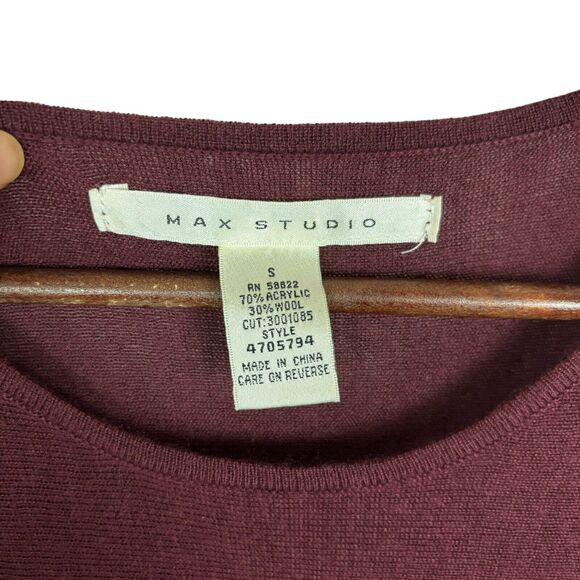 MAX STUDIO
S
RN 58822
70% ACRYLIC
30% WOOL
CUT:3001085
STYLE
4705794
MADE IN CHINA
CARE ON REVERSE